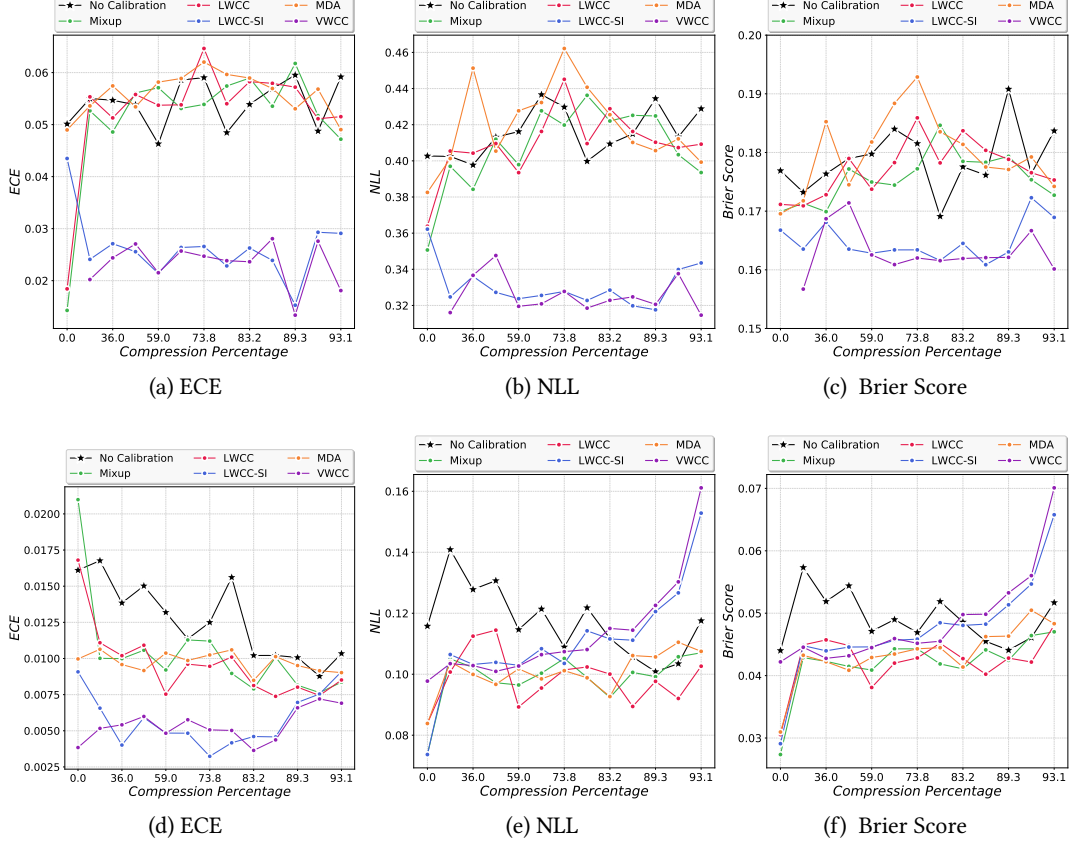 No Calibration LWCC MDA
Mixup LWCC-SI VWCC
0.06
0.05
0.04
0.03
0.02
ECE
0.0 36.0 59.0 73.8 83.2 89.3 93.1
Compression Percentage
(a) ECE
No Calibration LWCC MDA
Mixup LWCC-SI VWCC
0.46
0.44
0.42
0.40
0.38
0.36
0.34
0.32
NLL
0.0 36.0 59.0 73.8 83.2 89.3 93.1
Compression Percentage
(b) NLL
No Calibration LWCC MDA
Mixup LWCC-SI VWCC
0.20
0.19
0.18
0.17
0.16
0.15
Brier Score
0.0 36.0 59.0 73.8 83.2 89.3 93.1
Compression Percentage
(c) Brier Score
No Calibration LWCC MDA
Mixup LWCC-SI VWCC
0.0200
0.0175
0.0150
0.0125
0.0100
0.0075
0.0050
0.0025
ECE
0.0 36.0 59.0 73.8 83.2 89.3 93.1
Compression Percentage
(d) ECE
No Calibration LWCC MDA
Mixup LWCC-SI VWCC
0.16
0.14
0.12
0.10
0.08
NLL
0.0 36.0 59.0 73.8 83.2 89.3 93.1
Compression Percentage
(e) NLL
No Calibration LWCC MDA
Mixup LWCC-SI VWCC
0.07
0.06
0.05
0.04
0.03
Brier Score
0.0 36.0 59.0 73.8 83.2 89.3 93.1
Compression Percentage
(f) Brier Score